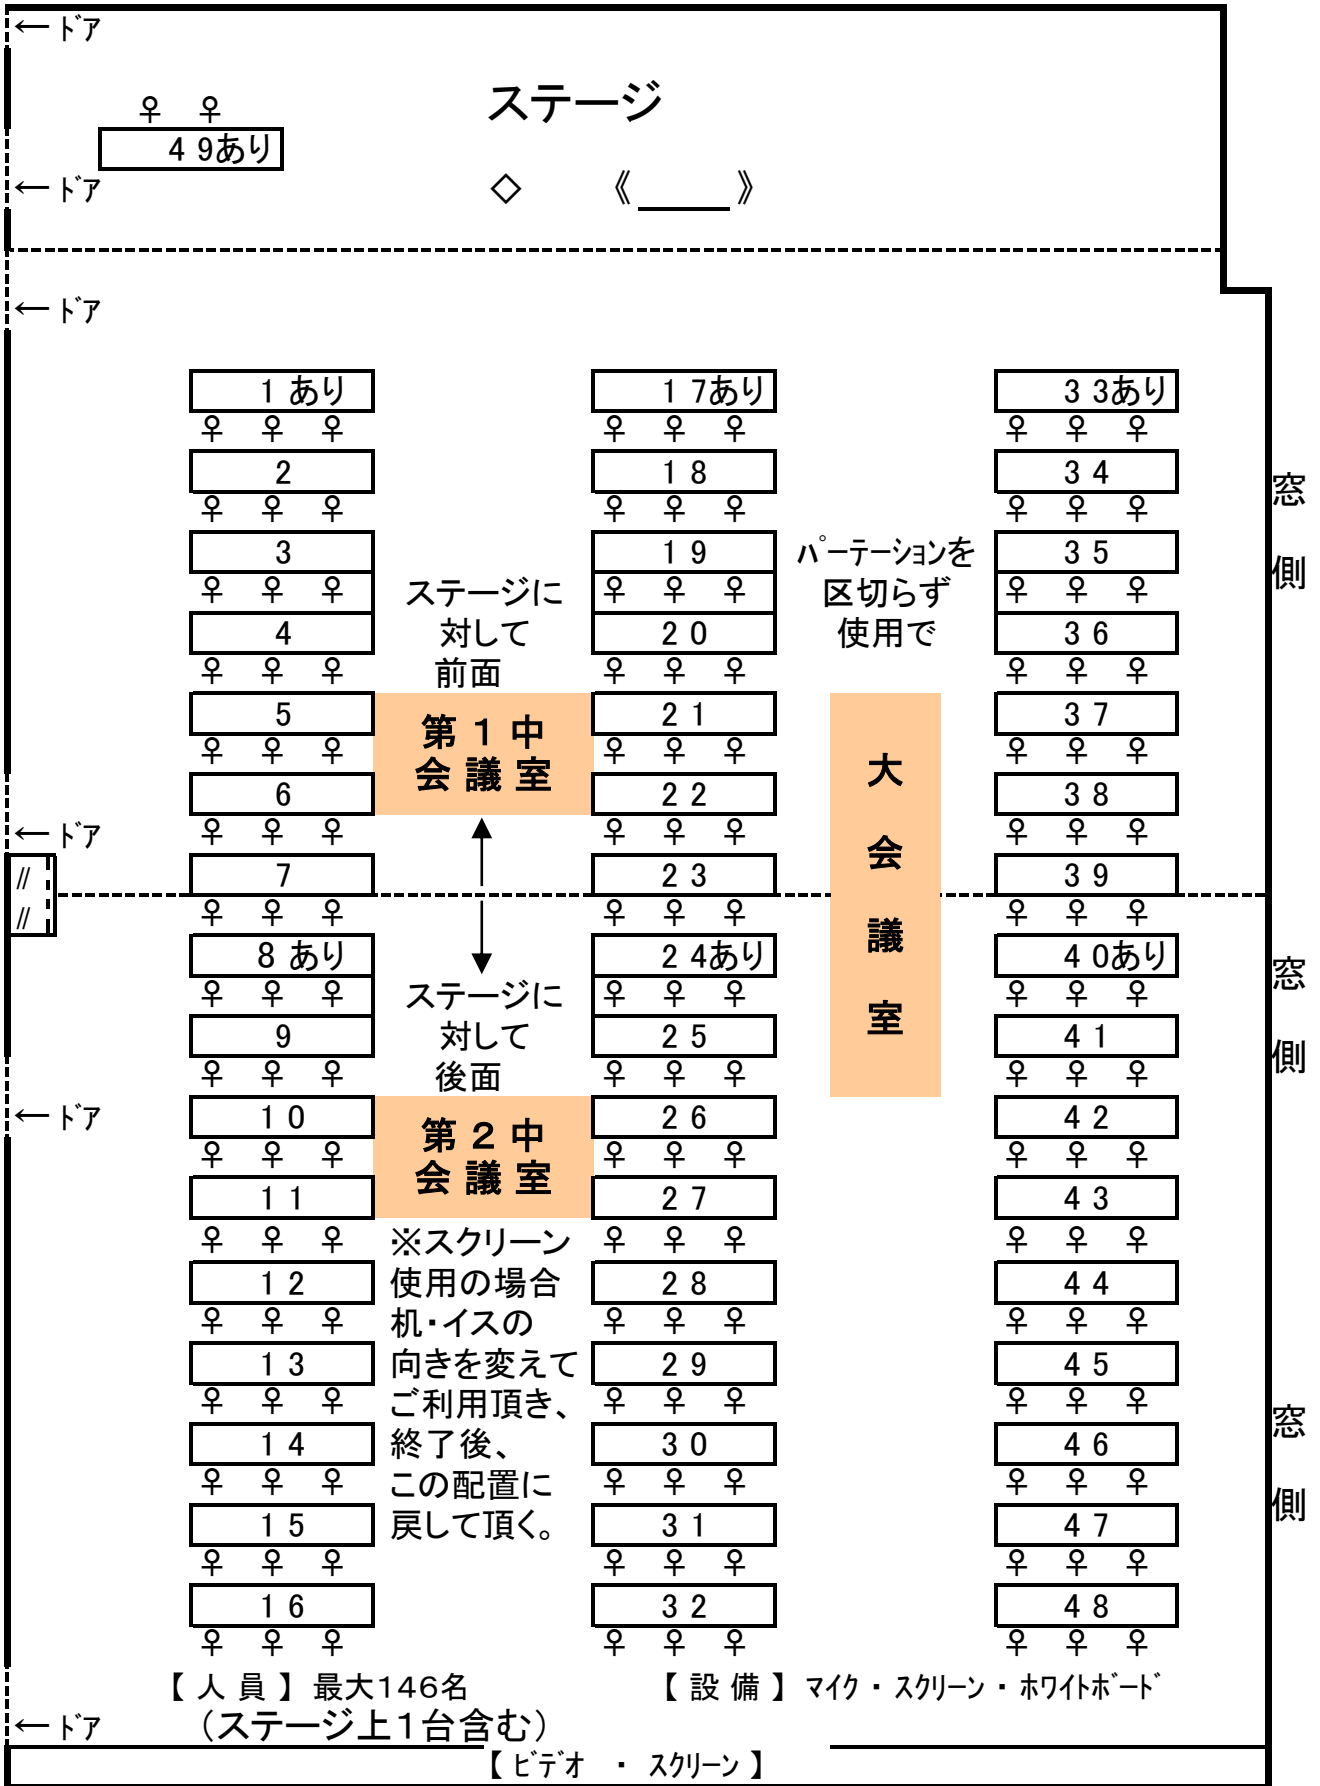 ← ドア
ステージ
♀ ♀
49あり
← ドア
◇ 《____》
← ドア
1あり 17あり 33あり
♀ ♀ ♀ ♀ ♀ ♀ ♀ ♀ ♀
2 18 34
♀ ♀ ♀ ♀ ♀ ♀ ♀ ♀ ♀
3 19 35
♀ ♀ ♀ ♀ ♀ ♀ ♀ ♀ ♀
4 20 36
♀ ♀ ♀ ♀ ♀ ♀ ♀ ♀ ♀
5 21 37
♀ ♀ ♀ ♀ ♀ ♀ ♀ ♀ ♀
6 22 38
♀ ♀ ♀ ♀ ♀ ♀ ♀ ♀ ♀
7 23 39
♀ ♀ ♀ ♀ ♀ ♀ ♀ ♀ ♀
8あり 24あり 40あり
♀ ♀ ♀ ♀ ♀ ♀ ♀ ♀ ♀
9 25 41
♀ ♀ ♀ ♀ ♀ ♀ ♀ ♀ ♀
10 26 42
♀ ♀ ♀ ♀ ♀ ♀ ♀ ♀ ♀
11 27 43
♀ ♀ ♀ ♀ ♀ ♀ ♀ ♀ ♀
12 28 44
♀ ♀ ♀ ♀ ♀ ♀ ♀ ♀ ♀
13 29 45
♀ ♀ ♀ ♀ ♀ ♀ ♀ ♀ ♀
14 30 46
♀ ♀ ♀ ♀ ♀ ♀ ♀ ♀ ♀
15 31 47
♀ ♀ ♀ ♀ ♀ ♀ ♀ ♀ ♀
16 32 48
♀ ♀ ♀ ♀ ♀ ♀ ♀ ♀ ♀
ステージに
対して
前面
第1中
会議室
ステージに
対して
後面
第2中
会議室
※スクリーン
使用の場合
机・イスの
向きを変えて
ご利用頂き、
終了後、
この配置に
戻して頂く。
パーテーションを
区切らず
使用で
大
会
議
室
窓
側
窓
側
窓
側
← ドア
//
//
← ドア
【 人 員 】 最大146名
【 設 備 】 マイク ・ スクリーン ・ ホワイトボード
← ドア
(ステージ上1台含む)
【 ビデオ ・ スクリーン 】